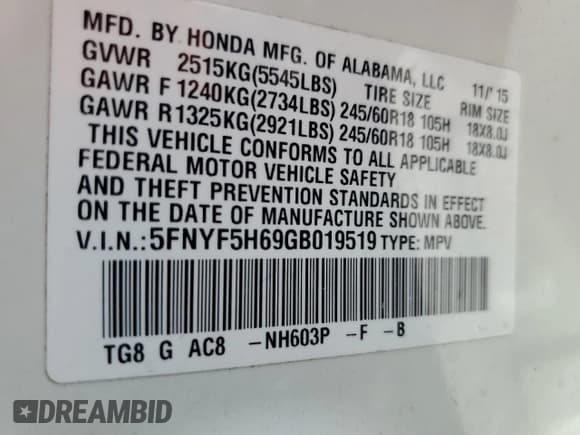 MFD. BY HONDA MFG. OF ALABAMA, LLC 11/'15
GVWR 2515KG(5545LBS) TIRE SIZE RIM SIZE
GAWR F 1240KG(2734LBS) 245/60R18 105H 18X8.0J
GAWR R 1325KG(2921LBS) 245/60R18 105H 18X8.0J
THIS VEHICLE CONFORMS TO ALL APPLICABLE
FEDERAL MOTOR VEHICLE SAFETY
AND THEFT PREVENTION STANDARDS IN EFFECT
ON THE DATE OF MANUFACTURE SHOWN ABOVE.
V.I.N.: 5FNYF5H69GB019519 TYPE: MPV
TG8 G AC8 -NH603P -F -B
DREAMBID